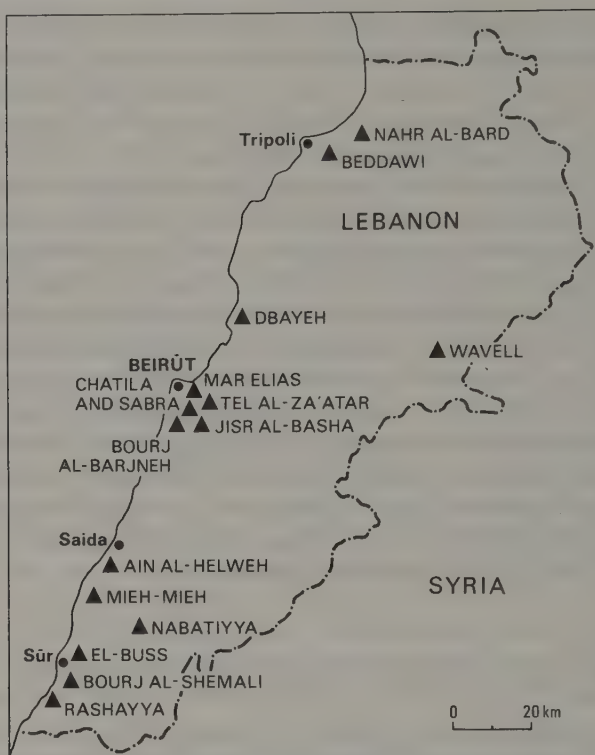 Tripoli
NAHR AL-BARD
BEDDAWI
LEBANON
DBAYEH
WAVELL
BEIRÛT
CHATILA
AND SABRA
MAR ELIAS
TEL AL-ZA'ATAR
JISR AL-BASHA
BOURJ
AL-BARJNEH
Saida
AIN AL-HELWEH
MIEH-MIEH
SYRIA
NABATIYYA
EL-BUSS
Sûr
BOURJ AL-SHEMALI
RASHAYYA
0 20 km